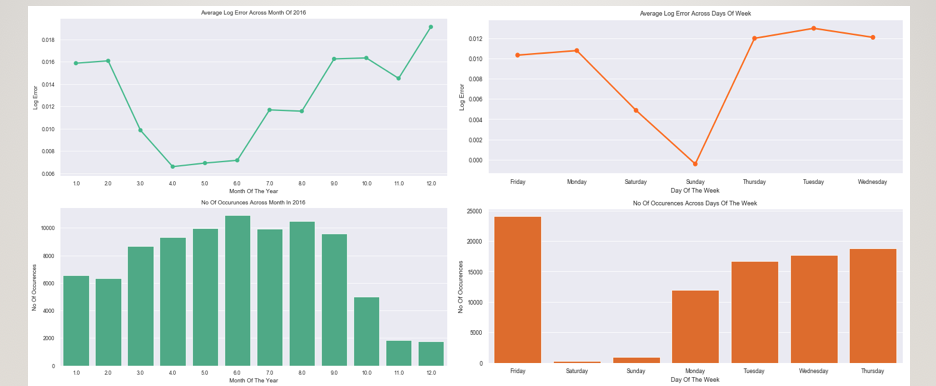 Average Log Error Across Month Of 2016
0.018
0.016
0.014
0.012
0.010
0.008
0.006
Log Error
1.0 2.0 3.0 4.0 5.0 6.0 7.0 8.0 9.0 10.0 11.0 12.0
Month Of The Year
Average Log Error Across Days Of Week
0.012
0.010
0.008
0.006
0.004
0.002
0.000
Log Error
Friday Monday Saturday Sunday Thursday Tuesday Wednesday
Day Of The Week
No Of Occurunces Across Month In 2016
10000
8000
6000
4000
2000
0
No Of Occurences
1.0 2.0 3.0 4.0 5.0 6.0 7.0 8.0 9.0 10.0 11.0 12.0
Month Of The Year
No Of Occurences Across Days Of The Week
25000
20000
15000
10000
5000
0
No Of Occurences
Friday Saturday Sunday Monday Tuesday Wednesday Thursday
Day Of The Week